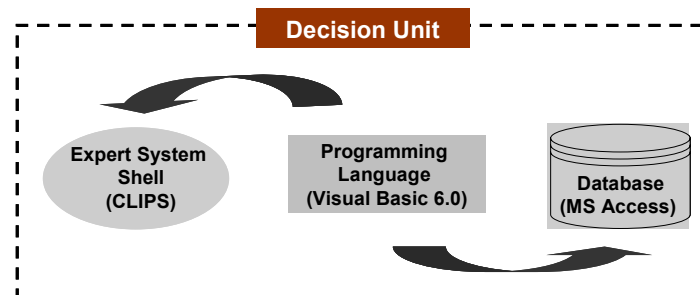 Decision Unit
Expert System
Shell
(CLIPS)
Programming
Language
(Visual Basic 6.0)
Database
(MS Access)